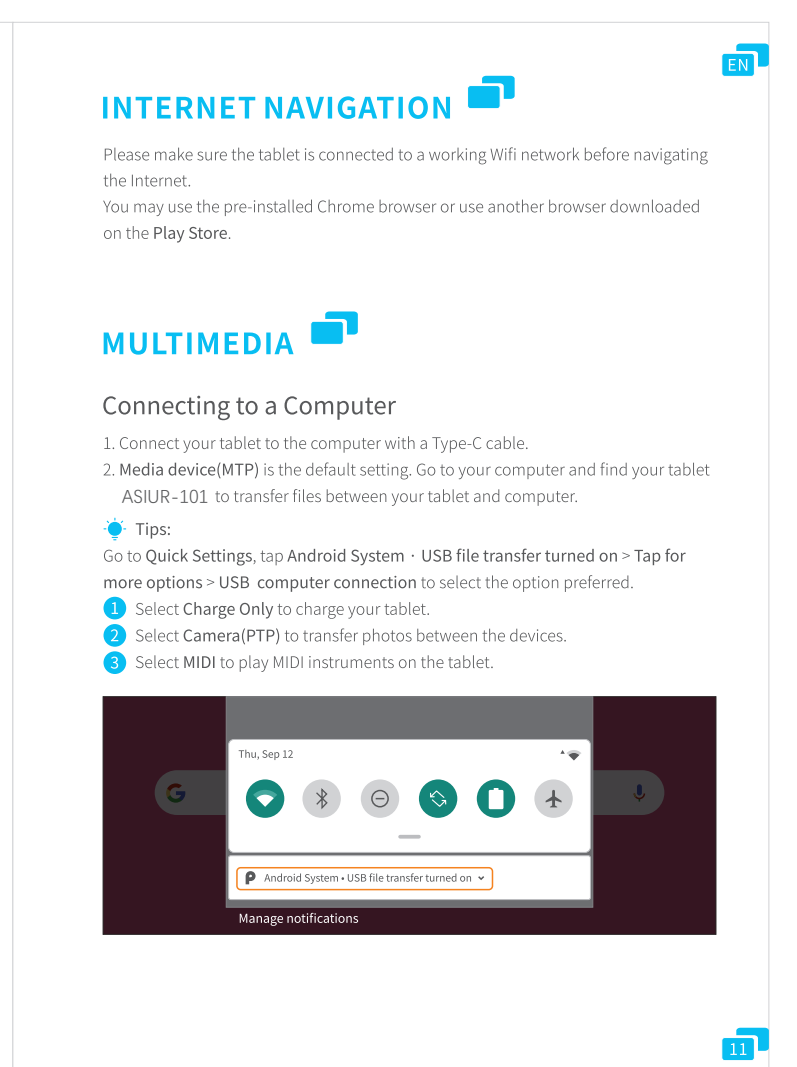 EN
INTERNET NAVIGATION
Please make sure the tablet is connected to a working Wifi network before navigating
the Internet.
You may use the pre-installed Chrome browser or use another browser downloaded
on the Play Store.
MULTIMEDIA
Connecting to a Computer
1. Connect your tablet to the computer with a Type-C cable.
2. Media device(MTP) is the default setting. Go to your computer and find your tablet
ASIUR-101 to transfer files between your tablet and computer.
Tips:
Go to Quick Settings, tap Android System · USB file transfer turned on > Tap for
more options > USB computer connection to select the option preferred.
1 Select Charge Only to charge your tablet.
2 Select Camera(PTP) to transfer photos between the devices.
3 Select MIDI to play MIDI instruments on the tablet.
Thu, Sep 12
Android System • USB file transfer turned on
Manage notifications
11